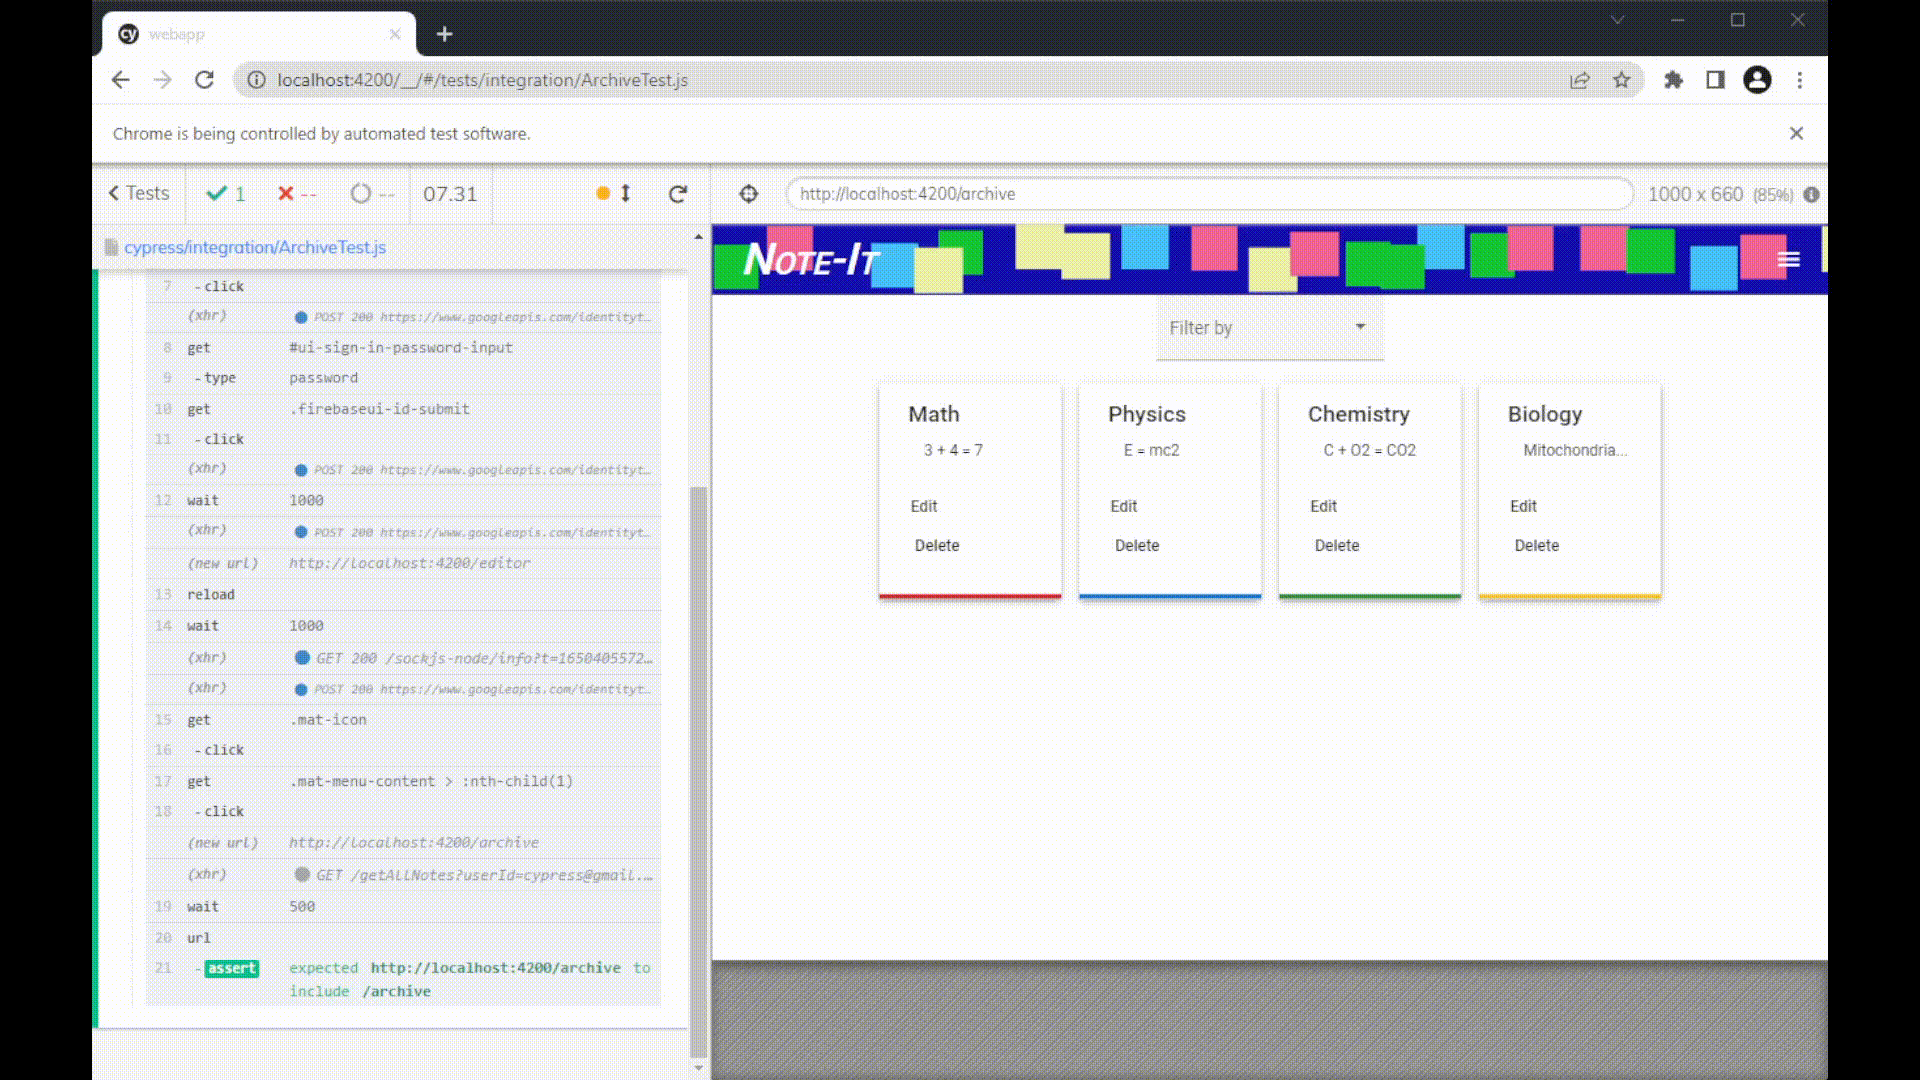 cy webapp
localhost:4200/__/#/tests/integration/ArchiveTest.js
Chrome is being controlled by automated test software.
Tests 1 -- -- 07.31
http://localhost:4200/archive 1000 x 660 (85%)
cypress/integration/ArchiveTest.js
7 -click
(xhr) POST 200 https://www.googleapis.com/identityt...
8 get #ui-sign-in-password-input
9 -type password
10 get .firebaseui-id-submit
11 -click
(xhr) POST 200 https://www.googleapis.com/identityt...
12 wait 1000
(xhr) POST 200 https://www.googleapis.com/identityt...
(new url) http://localhost:4200/editor
13 reload
14 wait 1000
(xhr) GET 200 /sockjs-node/info?t=1650405572...
(xhr) POST 200 https://www.googleapis.com/identityt...
15 get .mat-icon
16 -click
17 get .mat-menu-content > :nth-child(1)
18 -click
(new url) http://localhost:4200/archive
(xhr) GET /getAllNotes?userId=cypress@gmail....
19 wait 500
20 url
21 -assert expected http://localhost:4200/archive to
include /archive
Note-It
Filter by
Math
3 + 4 = 7
Edit
Delete
Physics
E = mc2
Edit
Delete
Chemistry
C + O2 = CO2
Edit
Delete
Biology
Mitochondria...
Edit
Delete